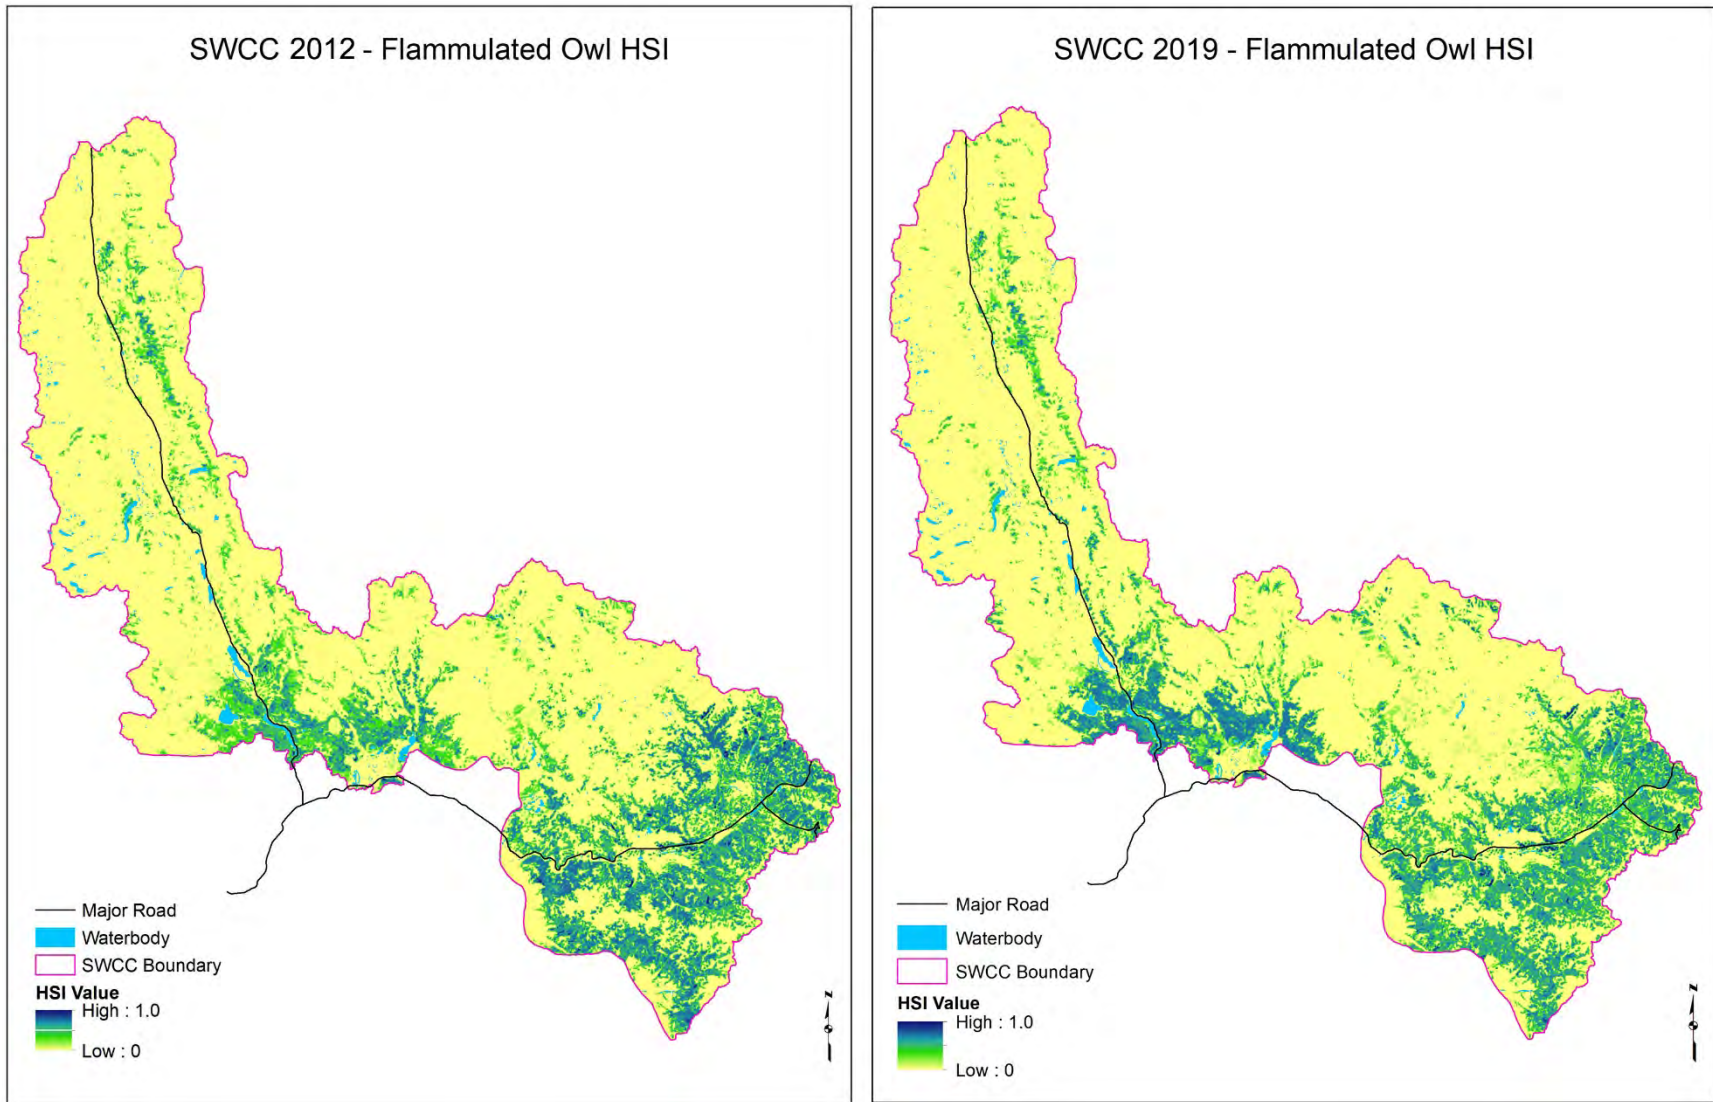 SWCC 2012 - Flammulated Owl HSI
Major Road
Waterbody
SWCC Boundary
HSI Value
High : 1.0
Low : 0
N
SWCC 2019 - Flammulated Owl HSI
Major Road
Waterbody
SWCC Boundary
HSI Value
High : 1.0
Low : 0
N